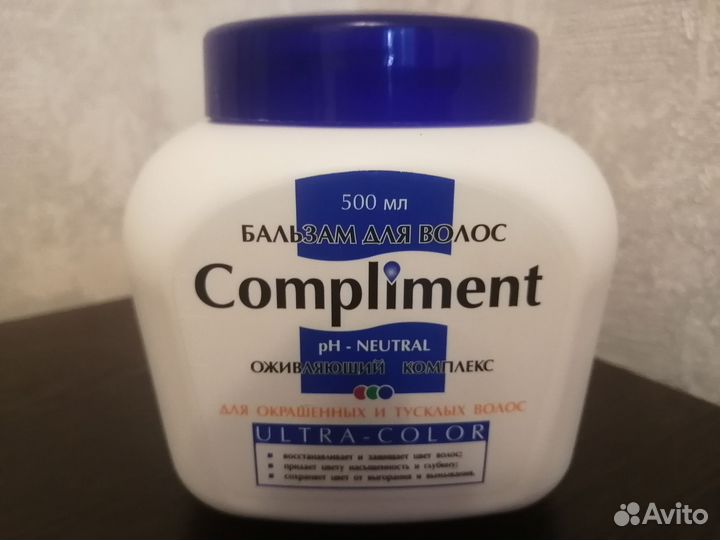 500 мл
БАЛЬЗАМ ДЛЯ ВОЛОС
Compliment
pH - NEUTRAL
ОЖИВЛЯЮЩИЙ КОМПЛЕКС
ДЛЯ ОКРАШЕННЫХ И ТУСКЛЫХ ВОЛОС
ULTRA-COLOR
восстанавливает и защищает цвет волос;
придает цвету насыщенность и глубину;
сохраняет цвет от выгорания и вымывания.
Avito